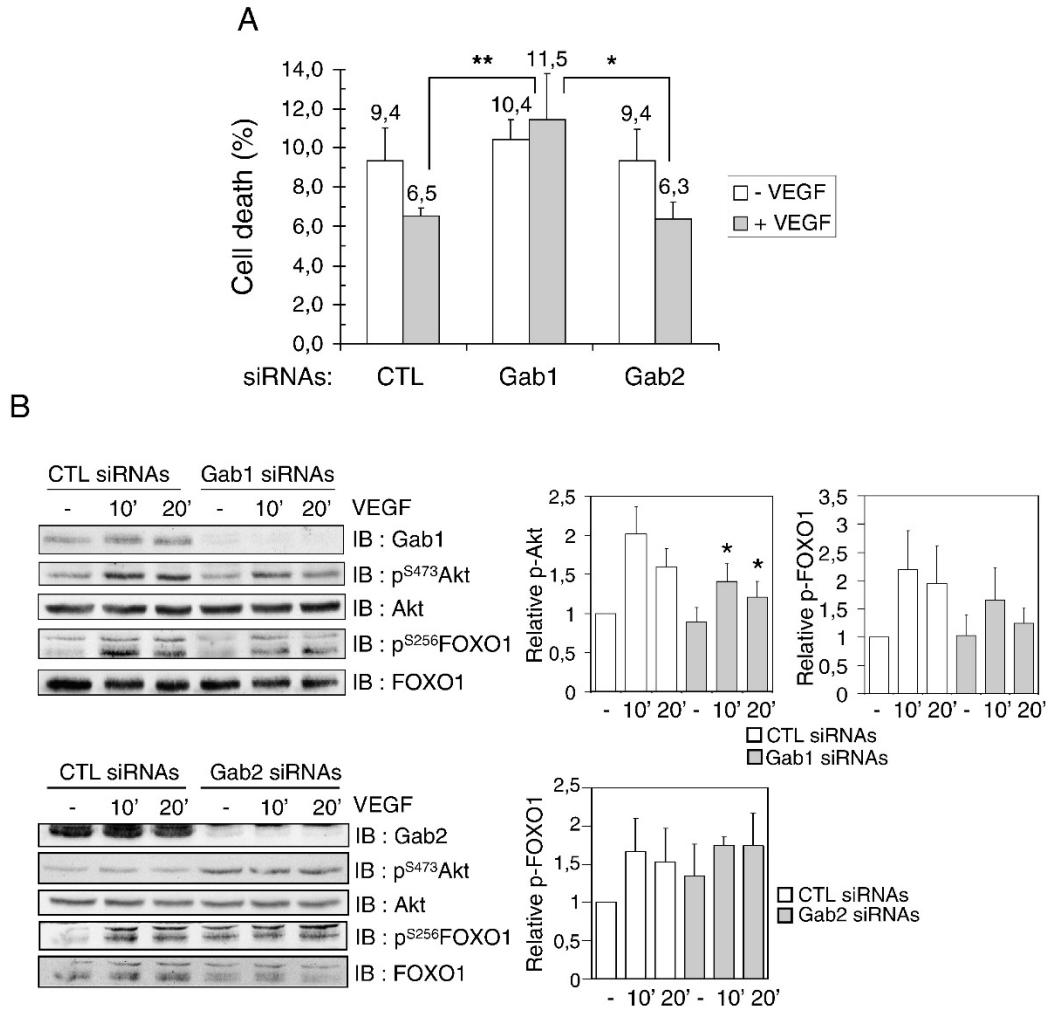 A
14,0
12,0
10,0
8,0
6,0
4,0
2,0
0,0
Cell death (%)
9,4
6,5
10,4
11,5
9,4
6,3
**
*
- VEGF
+ VEGF
siRNAs: CTL Gab1 Gab2
B
CTL siRNAs Gab1 siRNAs
- 10' 20' - 10' 20' VEGF
IB : Gab1
IB : pS473Akt
IB : Akt
IB : pS256FOXO1
IB : FOXO1
Relative p-Akt
2,5
2
1,5
1
0,5
0
* *
- 10' 20' - 10' 20'
Relative p-FOXO1
3,5
3
2,5
2
1,5
1
0,5
0
- 10' 20' - 10' 20'
CTL siRNAs
Gab1 siRNAs
CTL siRNAs Gab2 siRNAs
- 10' 20' - 10' 20' VEGF
IB : Gab2
IB : pS473Akt
IB : Akt
IB : pS256FOXO1
IB : FOXO1
Relative p-FOXO1
2,5
2
1,5
1
0,5
0
- 10' 20' - 10' 20'
CTL siRNAs
Gab2 siRNAs